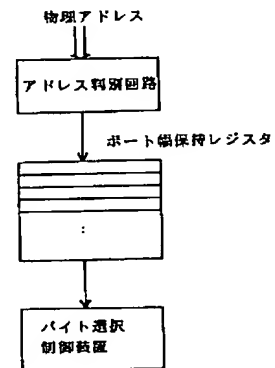 物理アドレス
アドレス判別回路
ポート幅保持レジスタ
:
バイト選択
制御装置